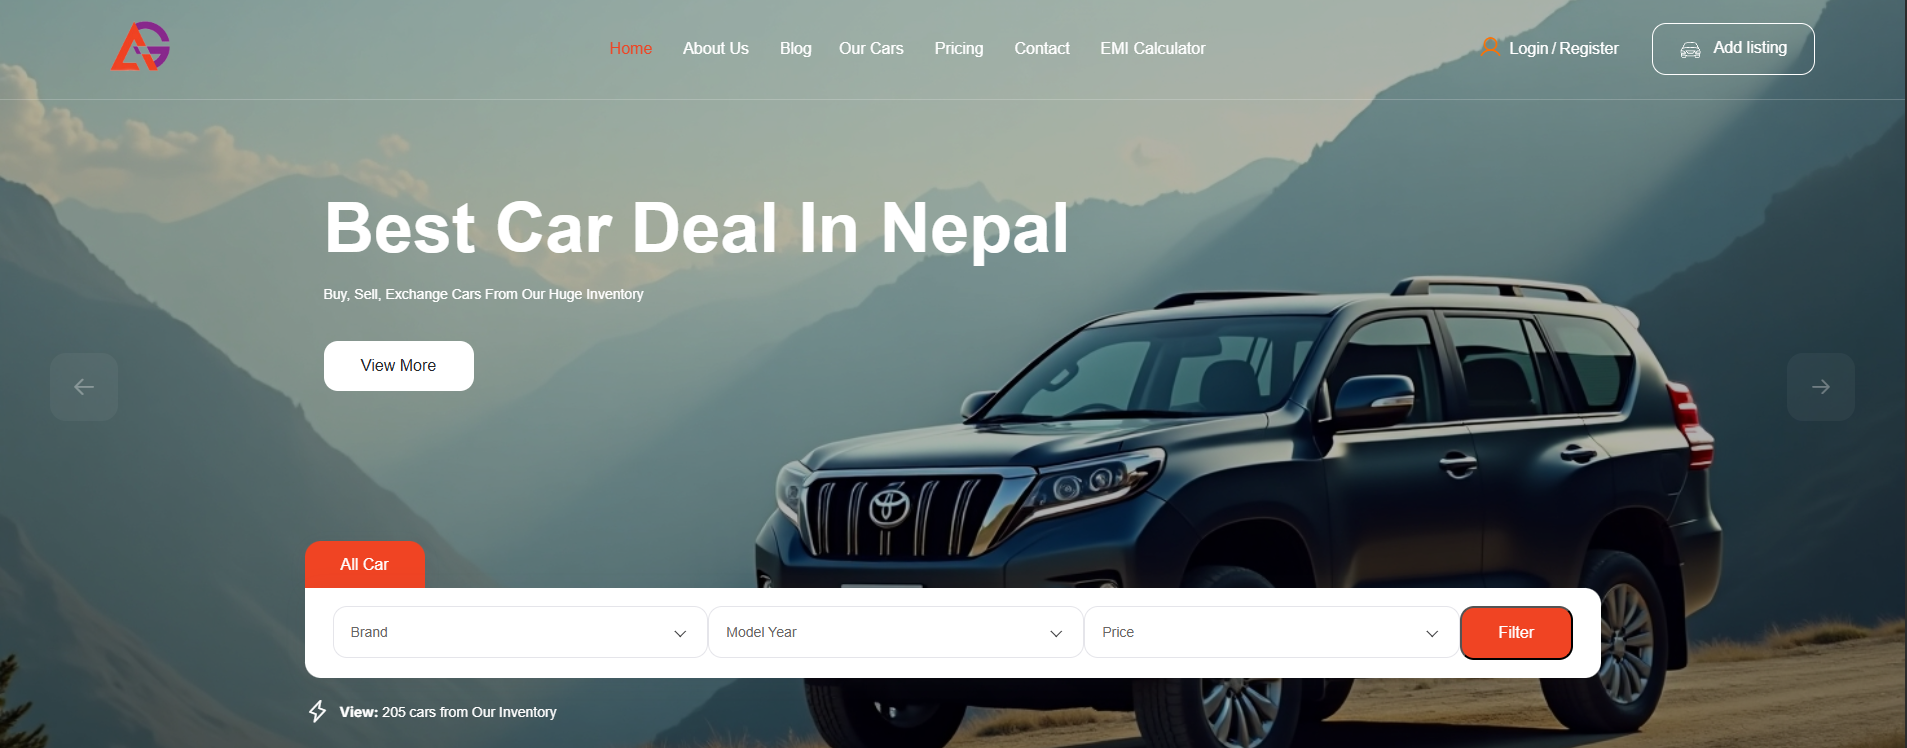 Home About Us Blog Our Cars Pricing Contact EMI Calculator Login / Register Add listing
Best Car Deal In Nepal
Buy, Sell, Exchange Cars From Our Huge Inventory
View More
All Car
Brand Model Year Price Filter
View: 205 cars from Our Inventory